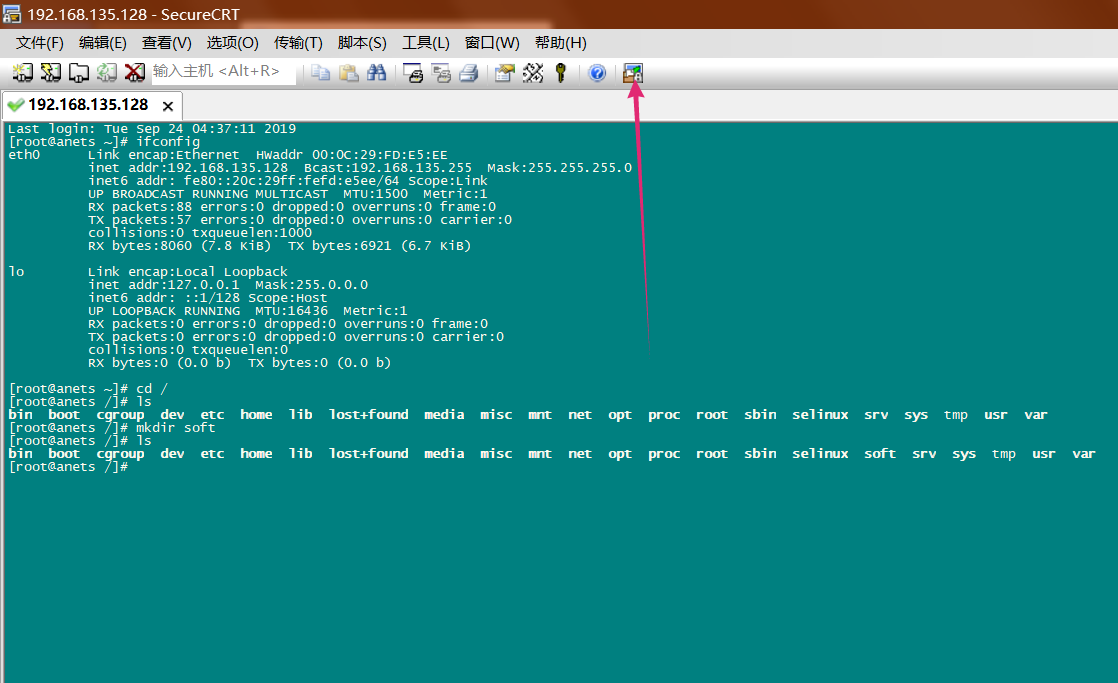 192.168.135.128 - SecureCRT
文件(F) 编辑(E) 查看(V) 选项(O) 传输(T) 脚本(S) 工具(L) 窗口(W) 帮助(H)
输入主机 <Alt+R>
192.168.135.128
Last login: Tue Sep 24 04:37:11 2019
[root@anets ~]# ifconfig
eth0      Link encap:Ethernet  HWaddr 00:0C:29:FD:E5:EE
          inet addr:192.168.135.128  Bcast:192.168.135.255  Mask:255.255.255.0
          inet6 addr: fe80::20c:29ff:fefd:e5ee/64 Scope:Link
          UP BROADCAST RUNNING MULTICAST  MTU:1500  Metric:1
          RX packets:88 errors:0 dropped:0 overruns:0 frame:0
          TX packets:57 errors:0 dropped:0 overruns:0 carrier:0
          collisions:0 txqueuelen:1000
          RX bytes:8060 (7.8 KiB)  TX bytes:6921 (6.7 KiB)
lo        Link encap:Local Loopback
          inet addr:127.0.0.1  Mask:255.0.0.0
          inet6 addr: ::1/128 Scope:Host
          UP LOOPBACK RUNNING  MTU:16436  Metric:1
          RX packets:0 errors:0 dropped:0 overruns:0 frame:0
          TX packets:0 errors:0 dropped:0 overruns:0 carrier:0
          collisions:0 txqueuelen:0
          RX bytes:0 (0.0 b)  TX bytes:0 (0.0 b)
[root@anets ~]# cd /
[root@anets /]# ls
bin  boot  cgroup  dev  etc  home  lib  lost+found  media  misc  mnt  net  opt  proc  root  sbin  selinux  srv  sys  tmp  usr  var
[root@anets /]# mkdir soft
[root@anets /]# ls
bin  boot  cgroup  dev  etc  home  lib  lost+found  media  misc  mnt  net  opt  proc  root  sbin  selinux  soft  srv  sys  tmp  usr  var
[root@anets /]#